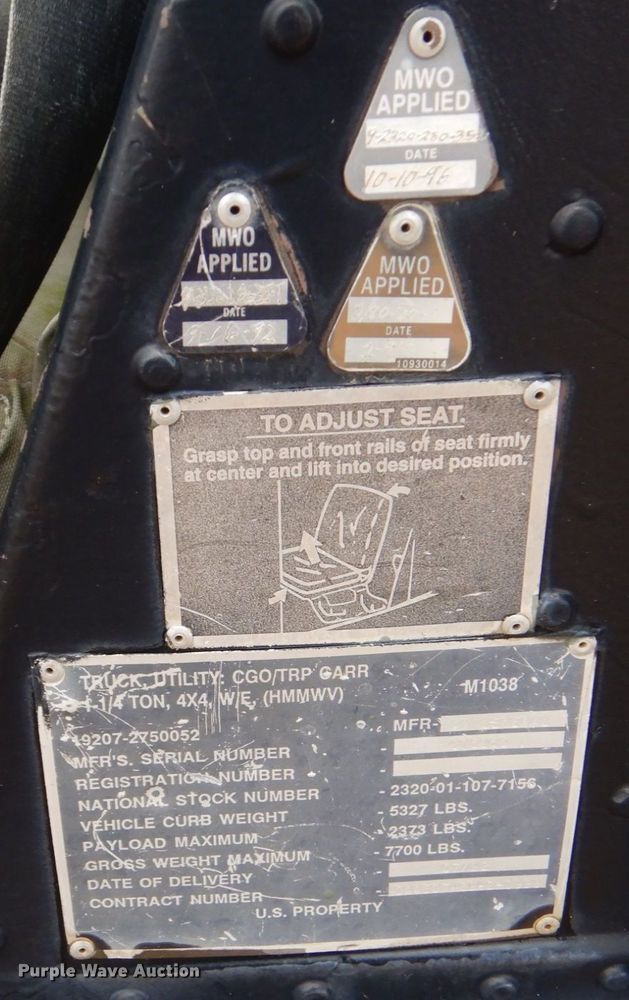 MWO
APPLIED
DATE
10-10-96
MWO
APPLIED
DATE
MWO
APPLIED
DATE
10930014
TO ADJUST SEAT.
Grasp top and front rails of seat firmly
at center and lift into desired position.
TRUCK, UTILITY: CGO/TRP CARR
1-1/4 TON, 4X4, W/E, (HMMWV) M1038
19207-2750052 MFR-
MFR'S. SERIAL NUMBER -
REGISTRATION NUMBER -
NATIONAL STOCK NUMBER - 2320-01-107-7156
VEHICLE CURB WEIGHT - 5327 LBS.
PAYLOAD MAXIMUM - 2373 LBS.
GROSS WEIGHT MAXIMUM - 7700 LBS.
DATE OF DELIVERY -
CONTRACT NUMBER -
U.S. PROPERTY
Purple Wave Auction